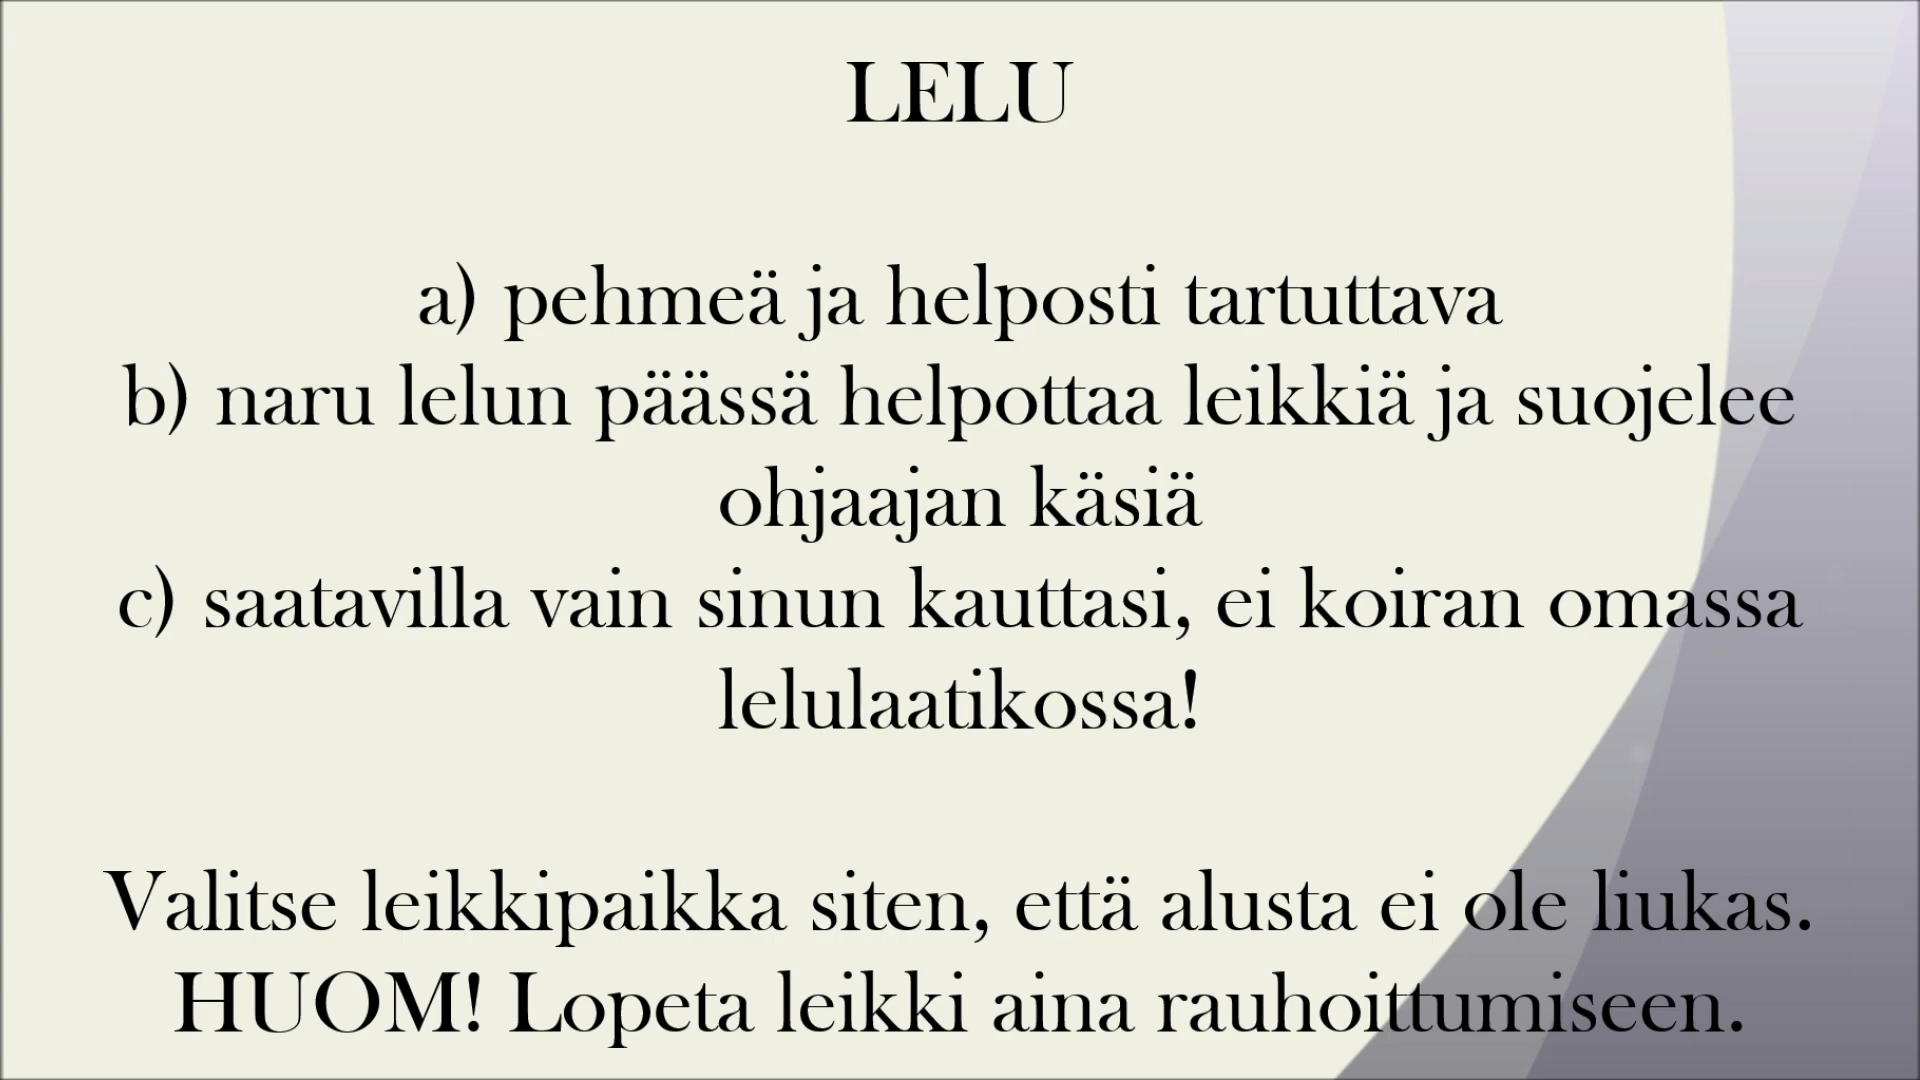 LELU
a) pehmeä ja helposti tartuttava
b) naru lelun päässä helpottaa leikkiä ja suojelee
ohjaajan käsiä
c) saatavilla vain sinun kauttasi, ei koiran omassa
lelulaatikossa!
Valitse leikkipaikka siten, että alusta ei ole liukas.
HUOM! Lopeta leikki aina rauhoittumiseen.